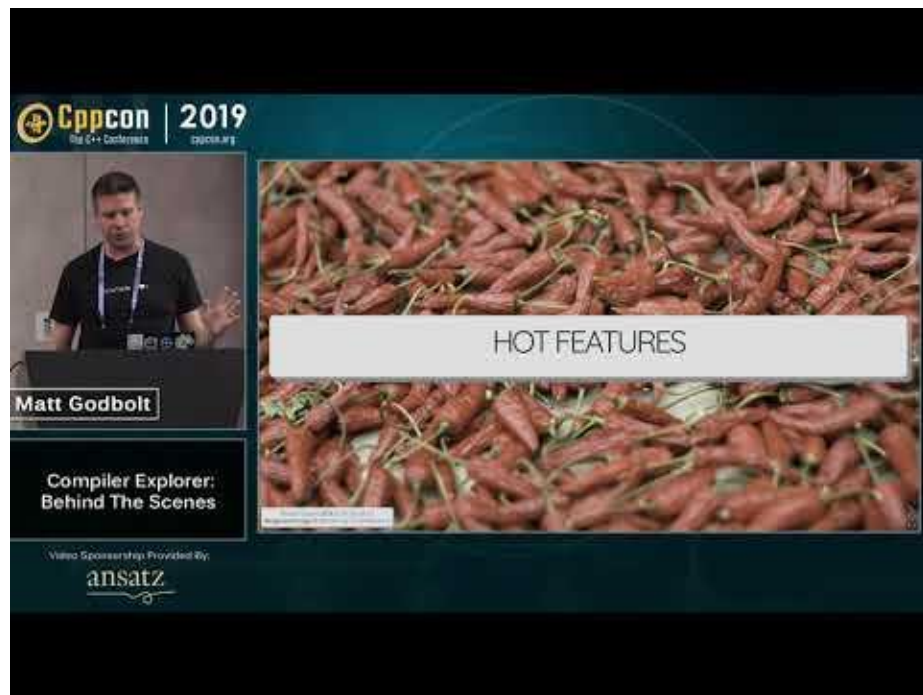 Cppcon | 2019
The C++ Conference
cppcon.org
HOT FEATURES
Matt Godbolt
Compiler Explorer:
Behind The Scenes
Video Sponsorship Provided By:
ansatz